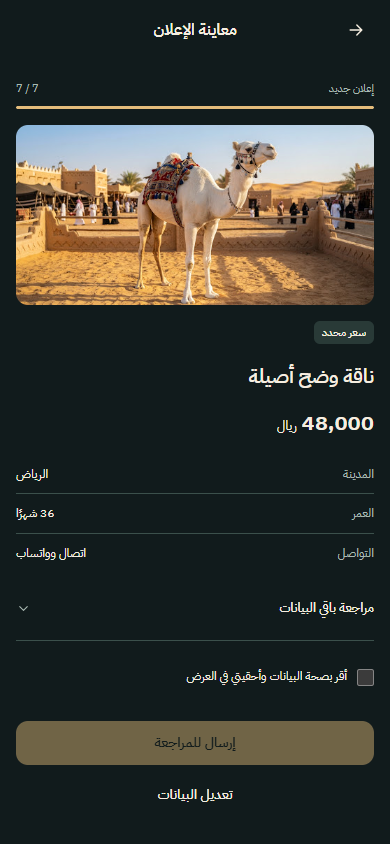 معاينة الإعلان
إعلان جديد
7 / 7
سعر محدد
ناقة وضح أصيلة
48,000 ريال
المدينة
الرياض
العمر
36 شهرًا
التواصل
اتصال وواتساب
مراجعة باقي البيانات
أقر بصحة البيانات وأحقيتي في العرض
إرسال للمراجعة
تعديل البيانات